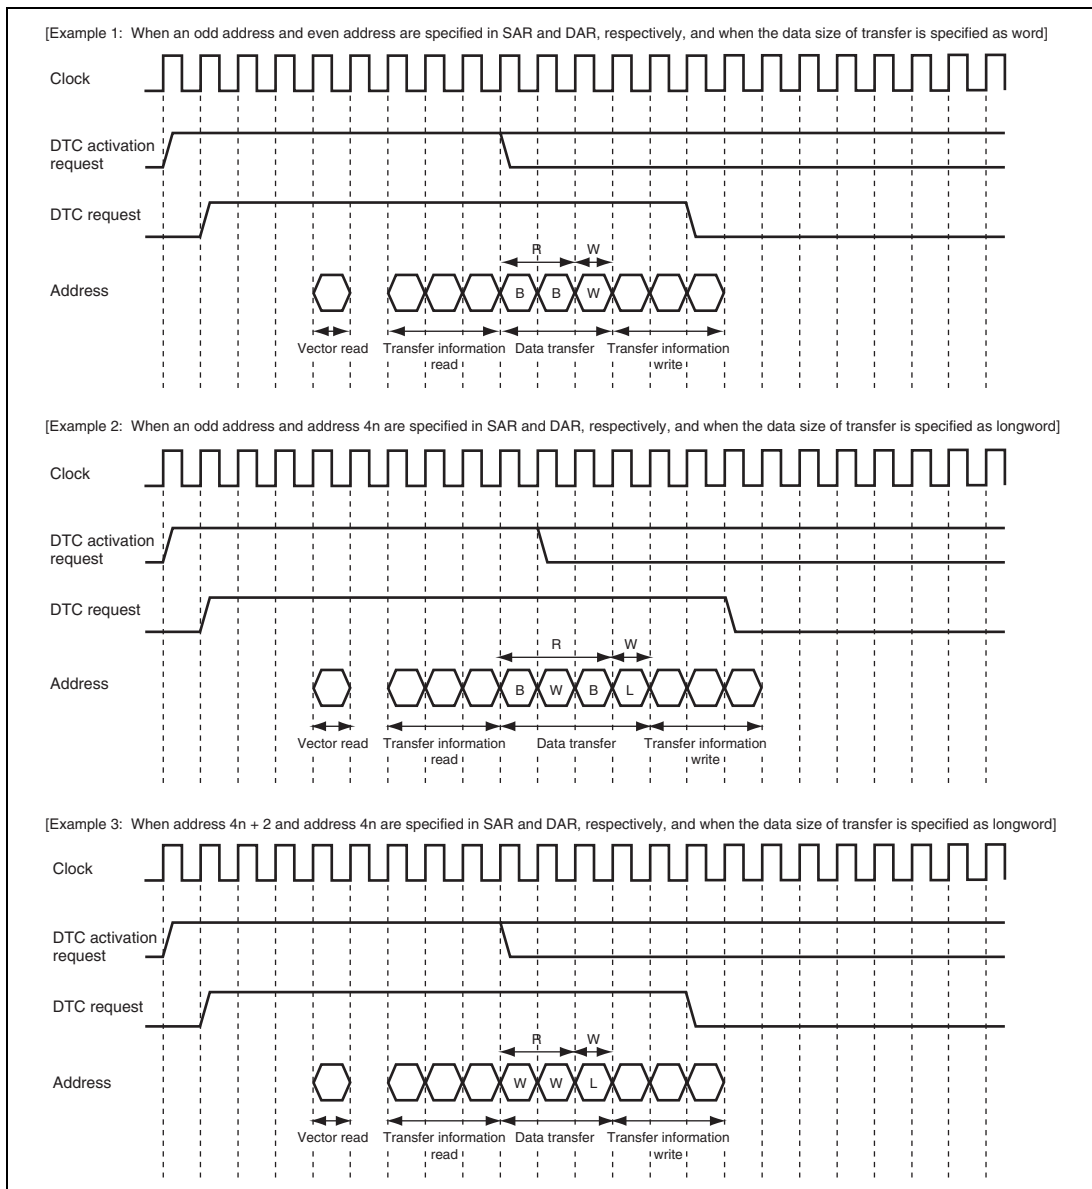 [Example 1: When an odd address and even address are specified in SAR and DAR, respectively, and when the data size of transfer is specified as word]
Clock
DTC activation
request
DTC request
R W
Address
B B W
Vector read Transfer information Data transfer Transfer information
read write
[Example 2: When an odd address and address 4n are specified in SAR and DAR, respectively, and when the data size of transfer is specified as longword]
Clock
DTC activation
request
DTC request
R W
Address
B W B L
Vector read Transfer information Data transfer Transfer information
read write
[Example 3: When address 4n + 2 and address 4n are specified in SAR and DAR, respectively, and when the data size of transfer is specified as longword]
Clock
DTC activation
request
DTC request
R W
Address
W W L
Vector read Transfer information Data transfer Transfer information
read write